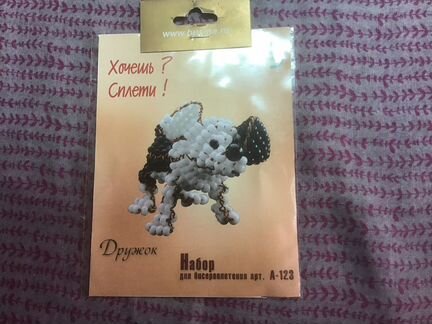 Хочешь ?
Сплети !
Дружок
Набор
для бисероплетения арт. А-123